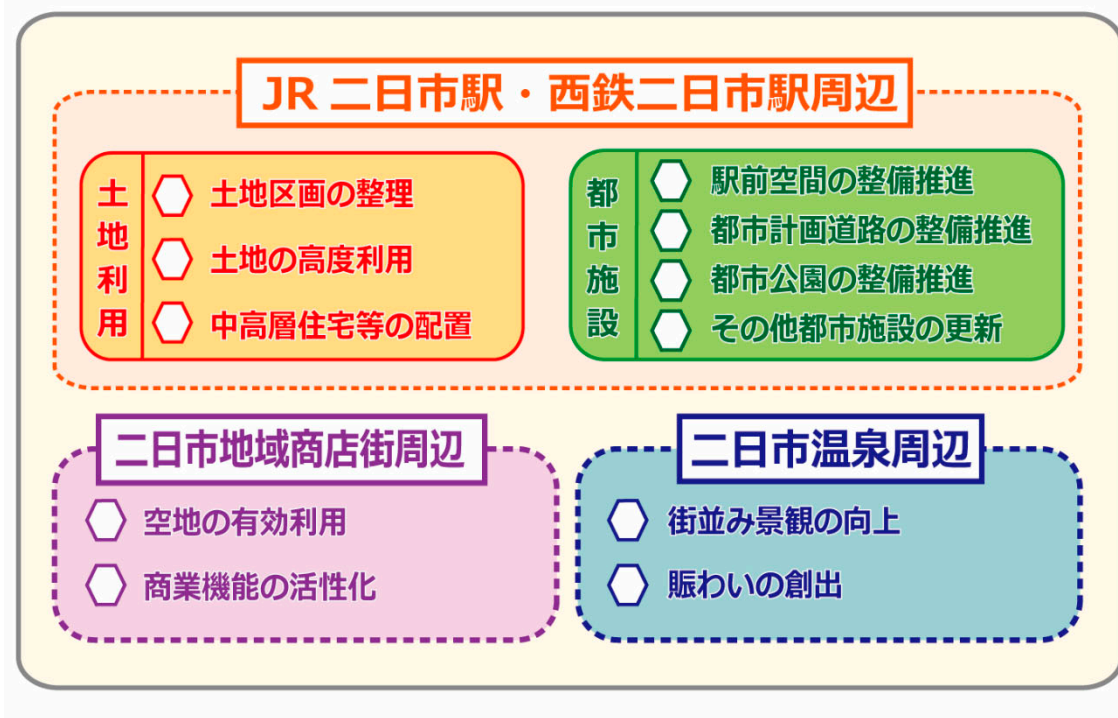 JR 二日市駅・西鉄二日市駅周辺
土地利用
土地区画の整理
土地の高度利用
中高層住宅等の配置
都市施設
駅前空間の整備推進
都市計画道路の整備推進
都市公園の整備推進
その他都市施設の更新
二日市地域商店街周辺
空地の有効利用
商業機能の活性化
二日市温泉周辺
街並み景観の向上
賑わいの創出